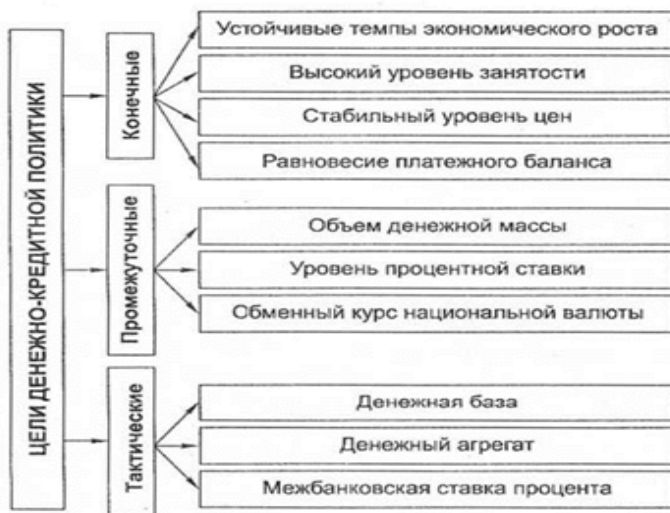 ЦЕЛИ ДЕНЕЖНО-КРЕДИТНОЙ ПОЛИТИКИ
Конечные
Устойчивые темпы экономического роста
Высокий уровень занятости
Стабильный уровень цен
Равновесие платежного баланса
Промежуточные
Объем денежной массы
Уровень процентной ставки
Обменный курс национальной валюты
Тактические
Денежная база
Денежный агрегат
Межбанковская ставка процента